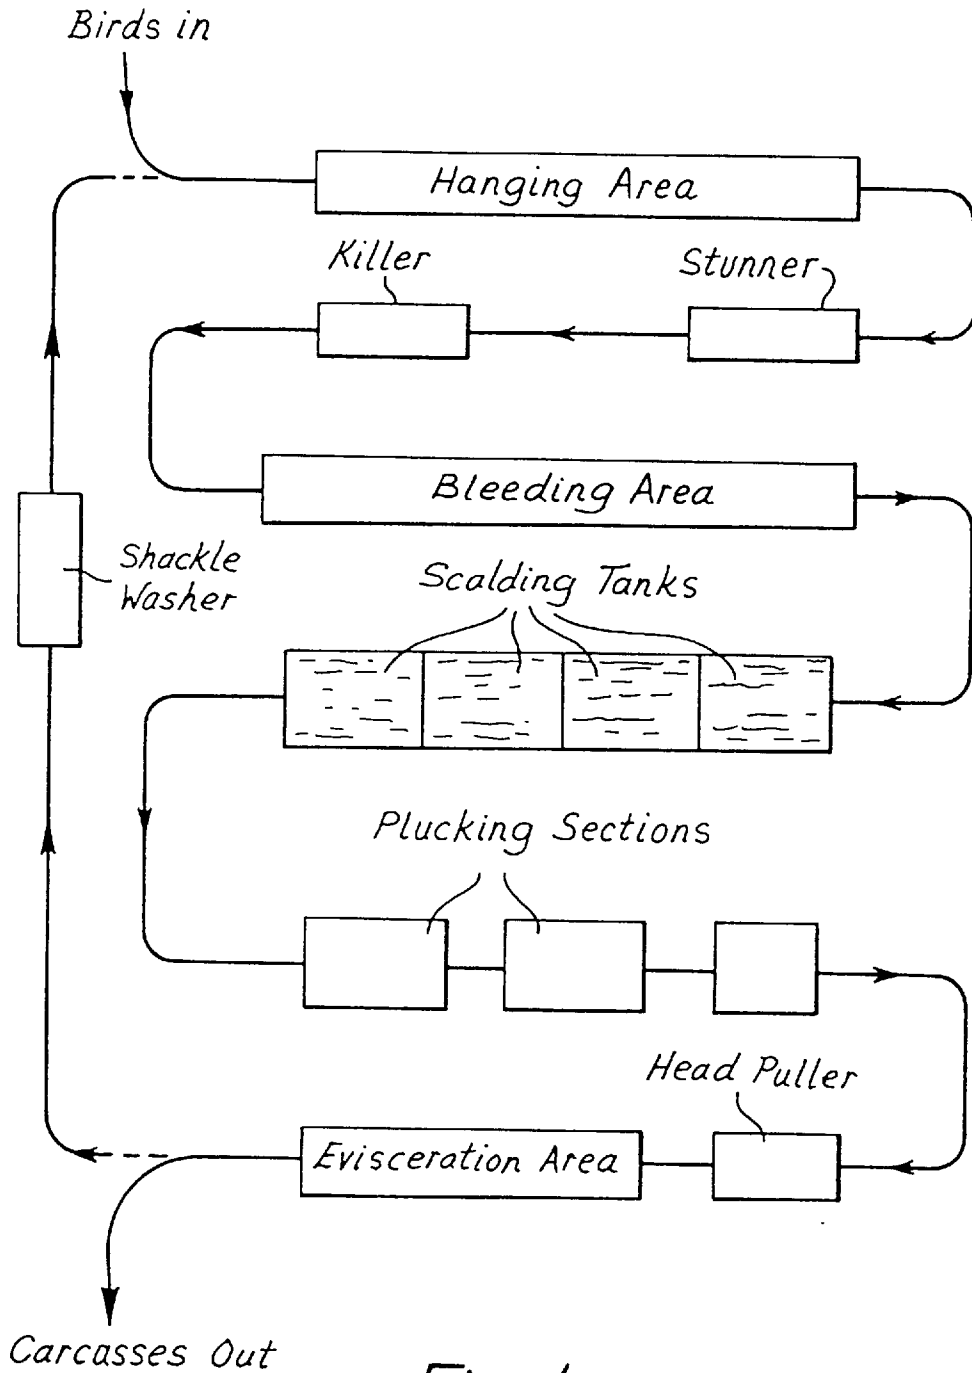 Birds in
Hanging Area
Killer
Stunner
Bleeding Area
Shackle
Washer
Scalding Tanks
Plucking Sections
Head Puller
Evisceration Area
Carcasses Out